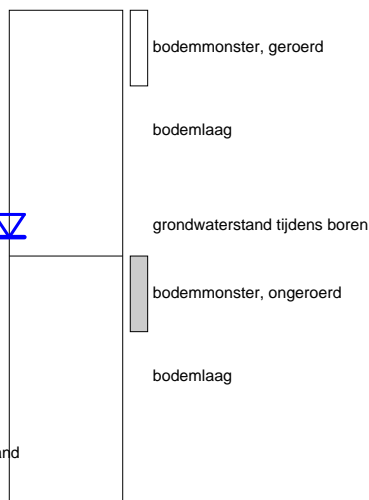 bodemmonster, geroerd
bodemlaag
grondwaterstand tijdens boren
bodemmonster, ongeroerd
bodemlaag